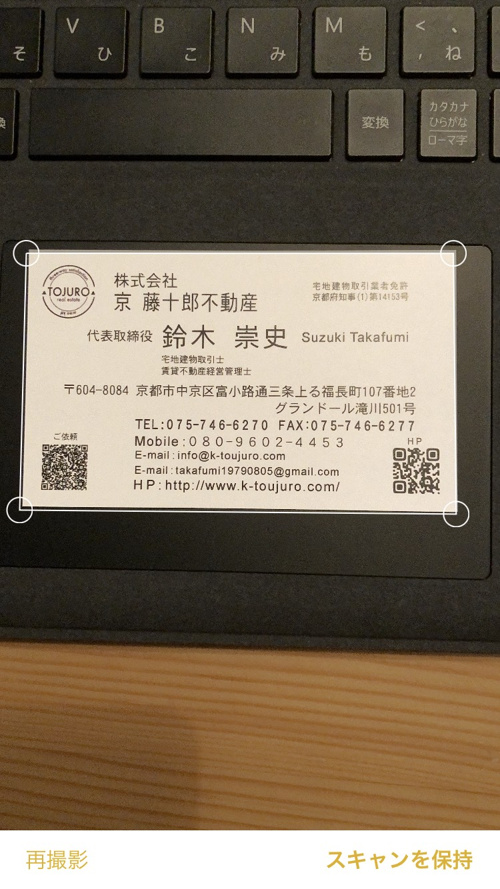 そ
V
ひ
B
こ
N
み
M
も
<
、
,
ね
換
変換
カタカナ
ひらがな
ローマ字
TOJURO
real estate
株式会社
京 藤十郎不動産
宅地建物取引業者免許
京都府知事(1)第14153号
代表取締役 鈴木 崇史 Suzuki Takafumi
宅地建物取引士
賃貸不動産経営管理士
〒604-8084 京都市中京区富小路通三条上る福長町107番地2
グランドール滝川501号
TEL:075-746-6270 FAX:075-746-6277
Mobile:080-9602-4453
E-mail:info@k-toujuro.com
E-mail:takafumi19790805@gmail.com
HP:http://www.k-toujuro.com/
ご依頼
HP
再撮影
スキャンを保持